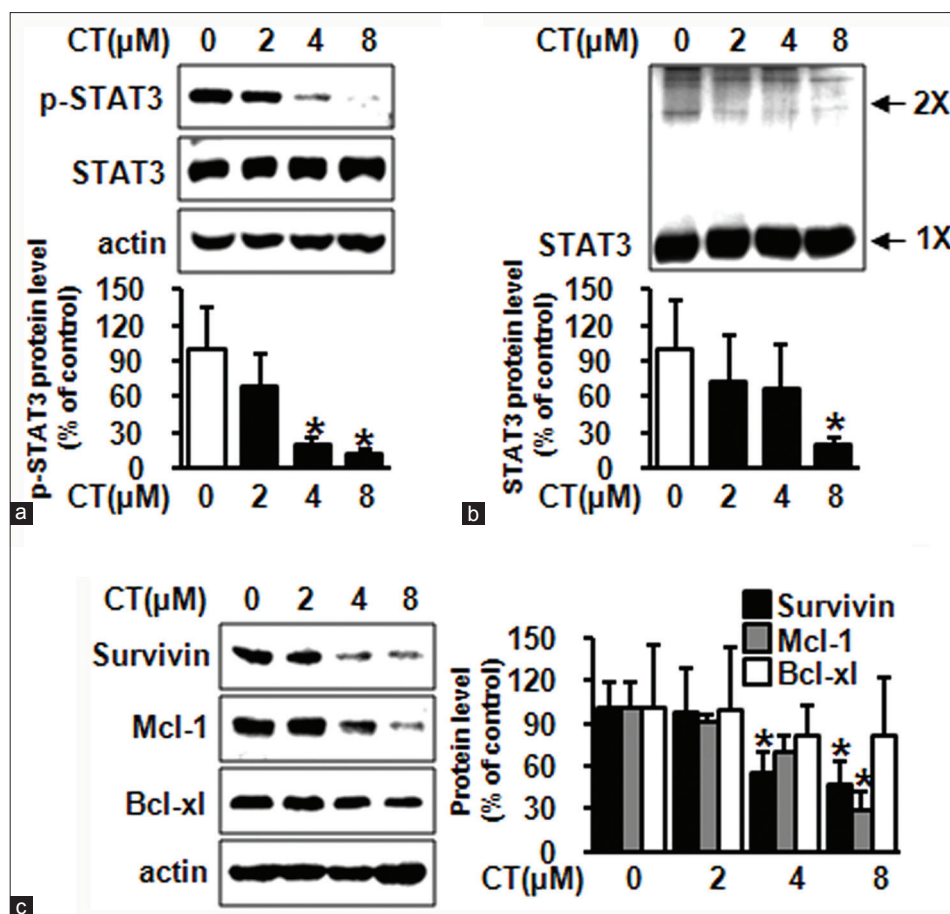 CT(µM) 0 2 4 8
p-STAT3
STAT3
actin
p-STAT3 protein level
(% of control)
150
120
90
60
30
0
* *
CT(µM) 0 2 4 8
a
CT(µM) 0 2 4 8
2X
STAT3 1X
STAT3 protein level
(% of control)
150
120
90
60
30
0
*
CT(µM) 0 2 4 8
b
CT(µM) 0 2 4 8
Survivin
Mcl-1
Bcl-xl
actin
Protein level
(% of control)
150
120
90
60
30
0
Survivin
Mcl-1
Bcl-xl
* * *
CT(µM) 0 2 4 8
c